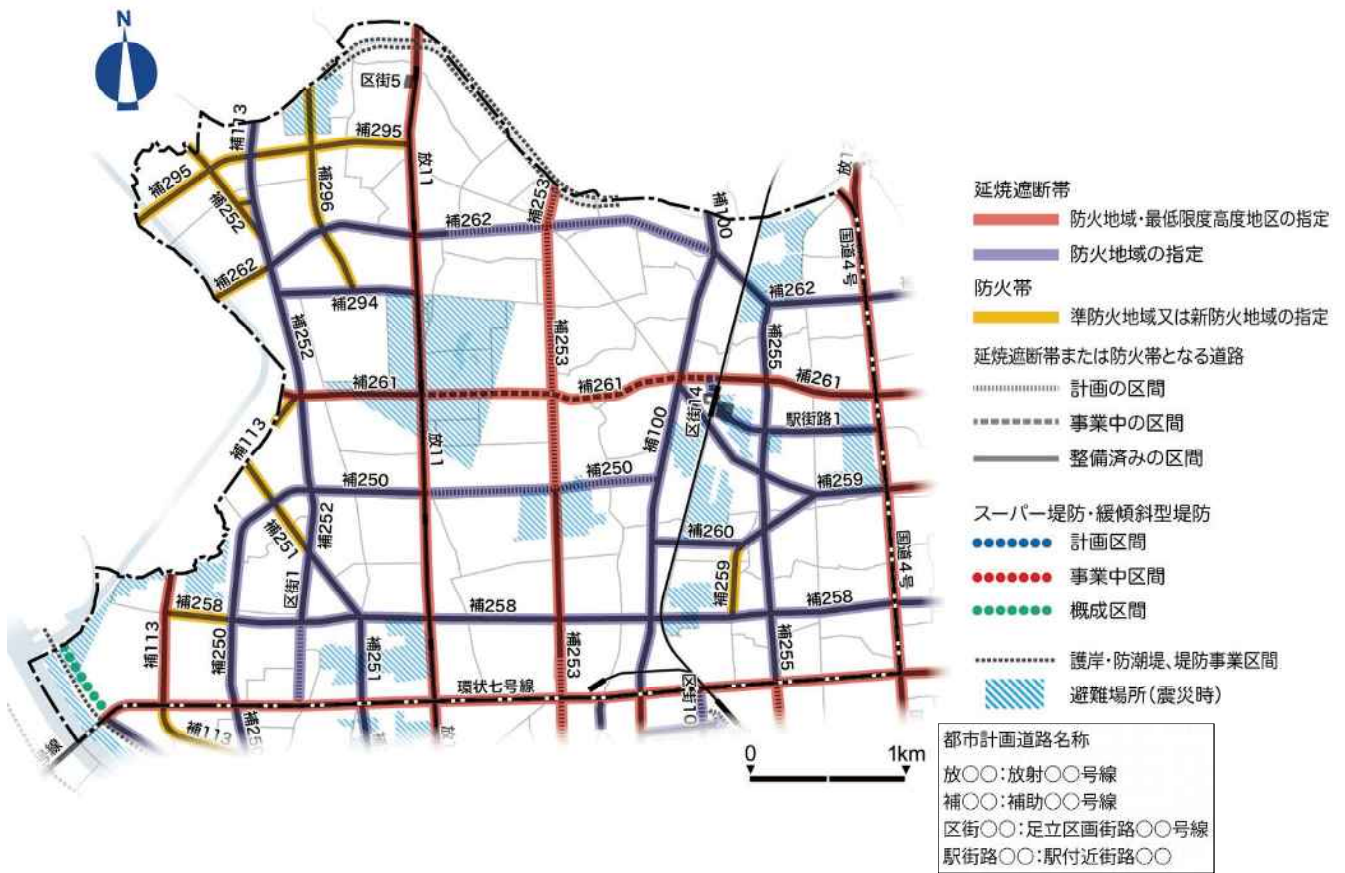 N
区街5
補113
補295
放11
補295
補296
補252
補253
補100
放12
補262
国道4号
補262
補262
補294
補252
補253
補255
補261
補261
補261
区街14
駅街路1
補113
補100
放11
補250
補250
補259
補252
補251
補260
国道4号
区街1
補259
補258
補258
補258
補250
補113
補251
補253
補255
環状七号線
区街10
補113
0
1km
延焼遮断帯
防火地域・最低限度高度地区の指定
防火地域の指定
防火帯
準防火地域又は新防火地域の指定
延焼遮断帯または防火帯となる道路
計画の区間
事業中の区間
整備済みの区間
スーパー堤防・緩傾斜型堤防
計画区間
事業中区間
概成区間
護岸・防潮堤、堤防事業区間
避難場所(震災時)
都市計画道路名称
放○○:放射○○号線
補○○:補助○○号線
区街○○:足立区画街路○○号線
駅街路○○:駅付近街路○○